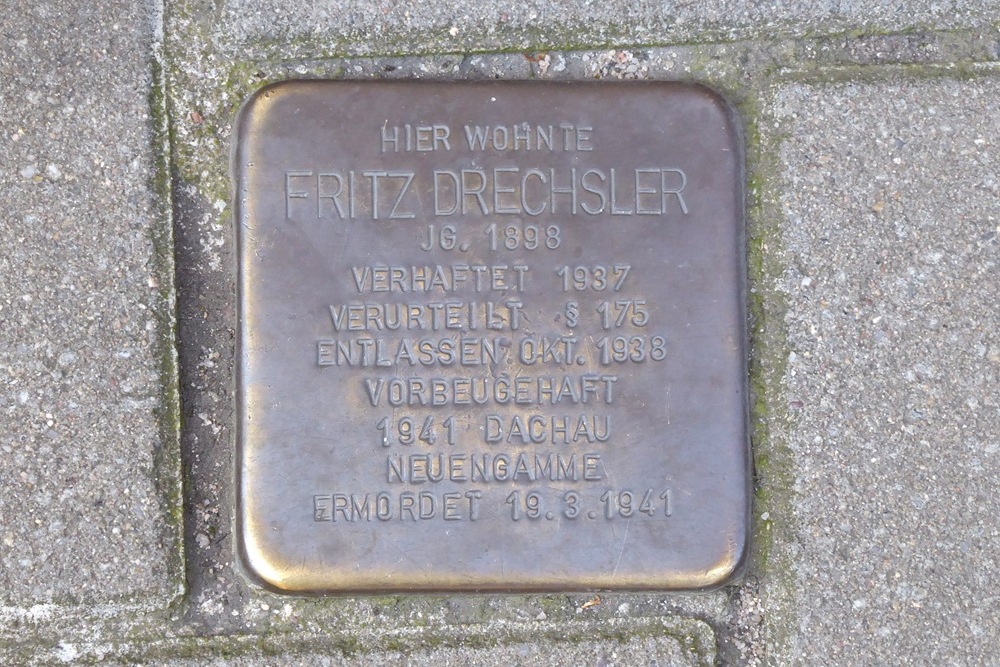 HIER WOHNTE
FRITZ DRECHSLER
JG. 1898
VERHAFTET 1937
VERURTEILT § 175
ENTLASSEN OKT. 1938
VORBEUGEHAFT
1941 DACHAU
NEUENGAMME
ERMORDET 19.3.1941